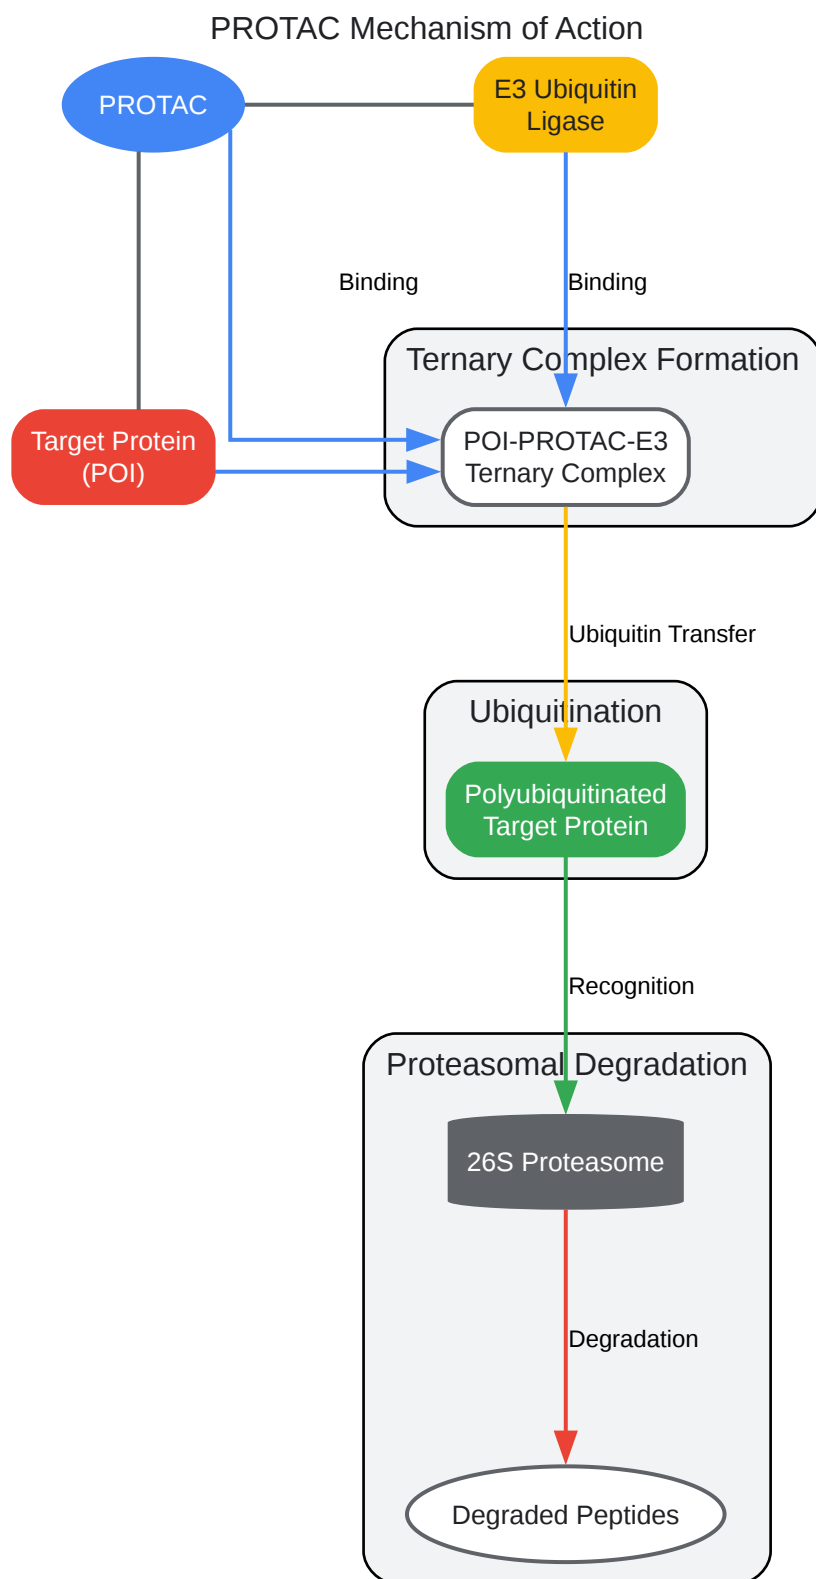 PROTAC Mechanism of Action
PROTAC
E3 Ubiquitin
Ligase
Binding
Binding
Ternary Complex Formation
Target Protein
(POI)
POI-PROTAC-E3
Ternary Complex
Ubiquitin Transfer
Ubiquitination
Polyubiquitinated
Target Protein
Recognition
Proteasomal Degradation
26S Proteasome
Degradation
Degraded Peptides